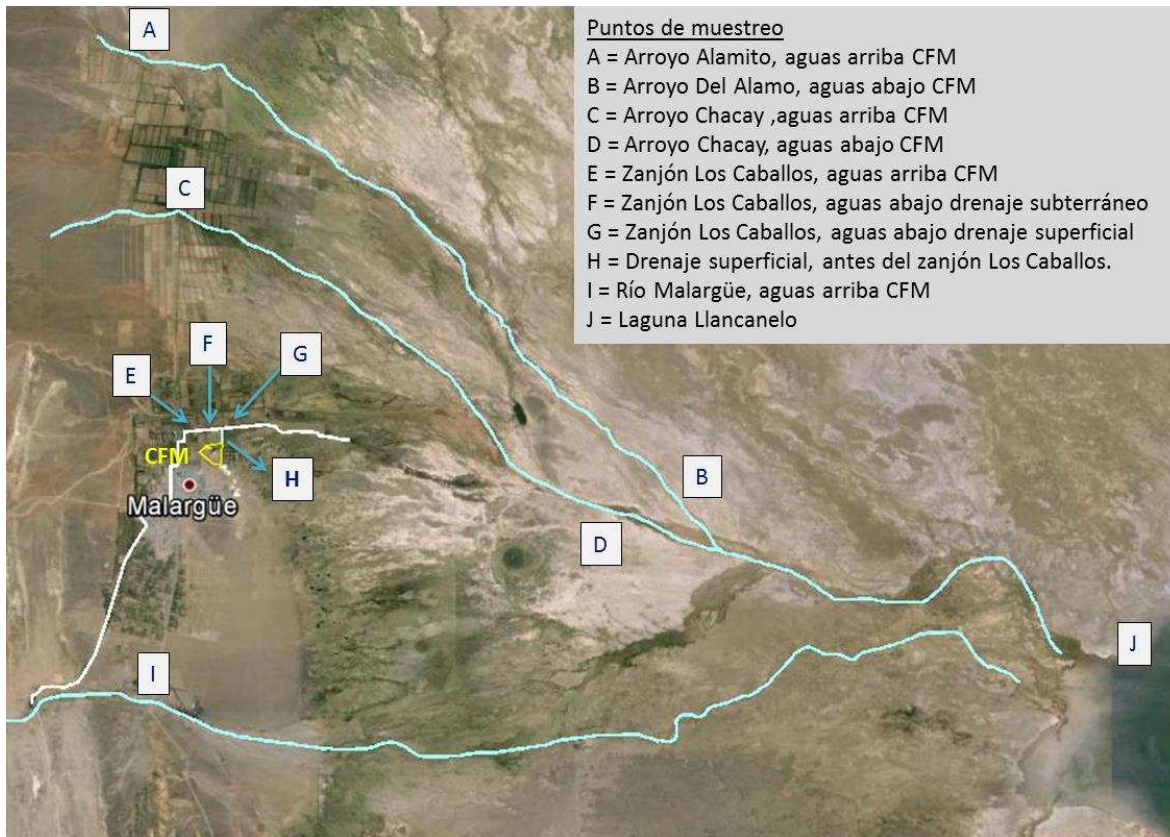 Puntos de muestreo
A = Arroyo Alamito, aguas arriba CFM
B = Arroyo Del Alamo, aguas abajo CFM
C = Arroyo Chacay ,aguas arriba CFM
D = Arroyo Chacay, aguas abajo CFM
E = Zanjón Los Caballos, aguas arriba CFM
F = Zanjón Los Caballos, aguas abajo drenaje subterráneo
G = Zanjón Los Caballos, aguas abajo drenaje superficial
H = Drenaje superficial, antes del zanjón Los Caballos.
I = Río Malargüe, aguas arriba CFM
J = Laguna Llancanelo
A
C
F
G
E
CFM
H
Malargüe
B
D
J
I